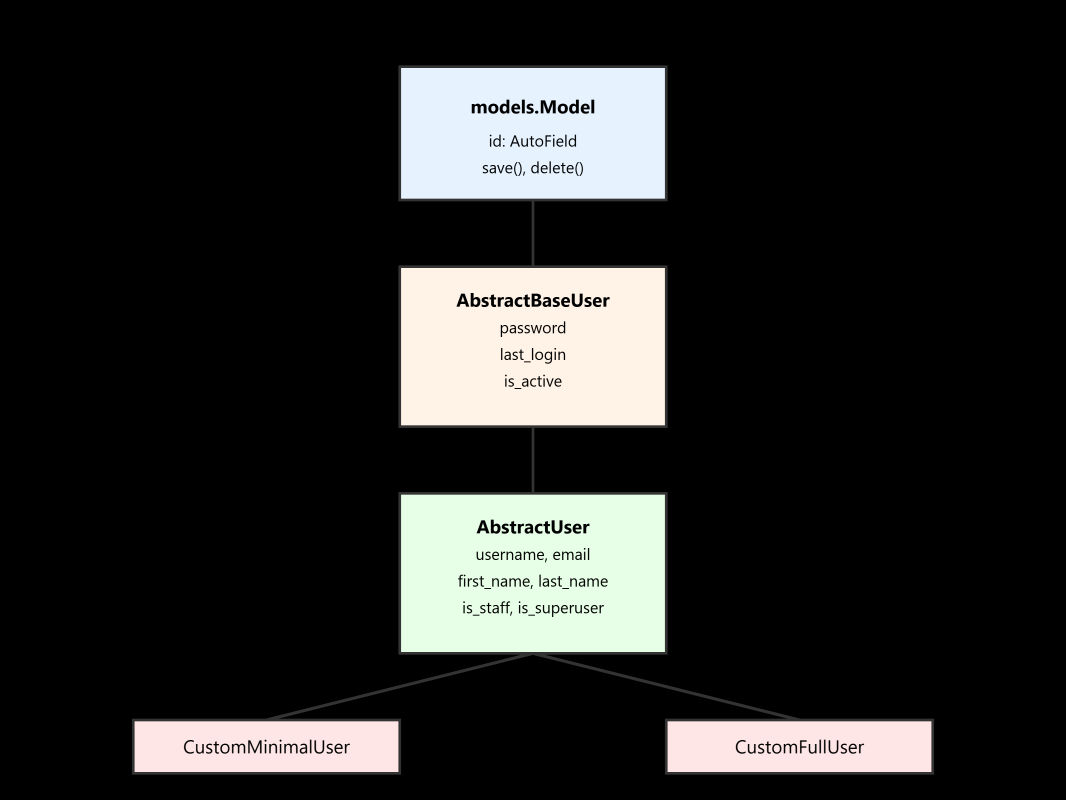 models.Model
id: AutoField
save(), delete()
AbstractBaseUser
password
last_login
is_active
AbstractUser
username, email
first_name, last_name
is_staff, is_superuser
CustomMinimalUser
CustomFullUser